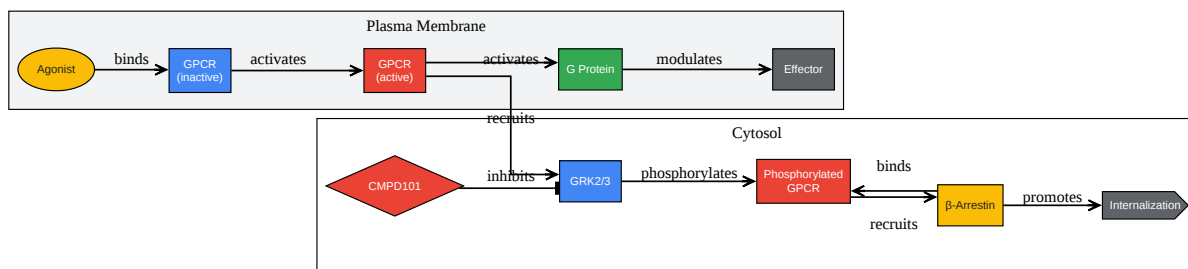 Plasma Membrane
Agonist
binds
GPCR
(inactive)
activates
GPCR
(active)
activates
G Protein
modulates
Effector
recruits
Cytosol
CMPD101
inhibits
GRK2/3
phosphorylates
Phosphorylated
GPCR
binds
recruits
β-Arrestin
promotes
Internalization